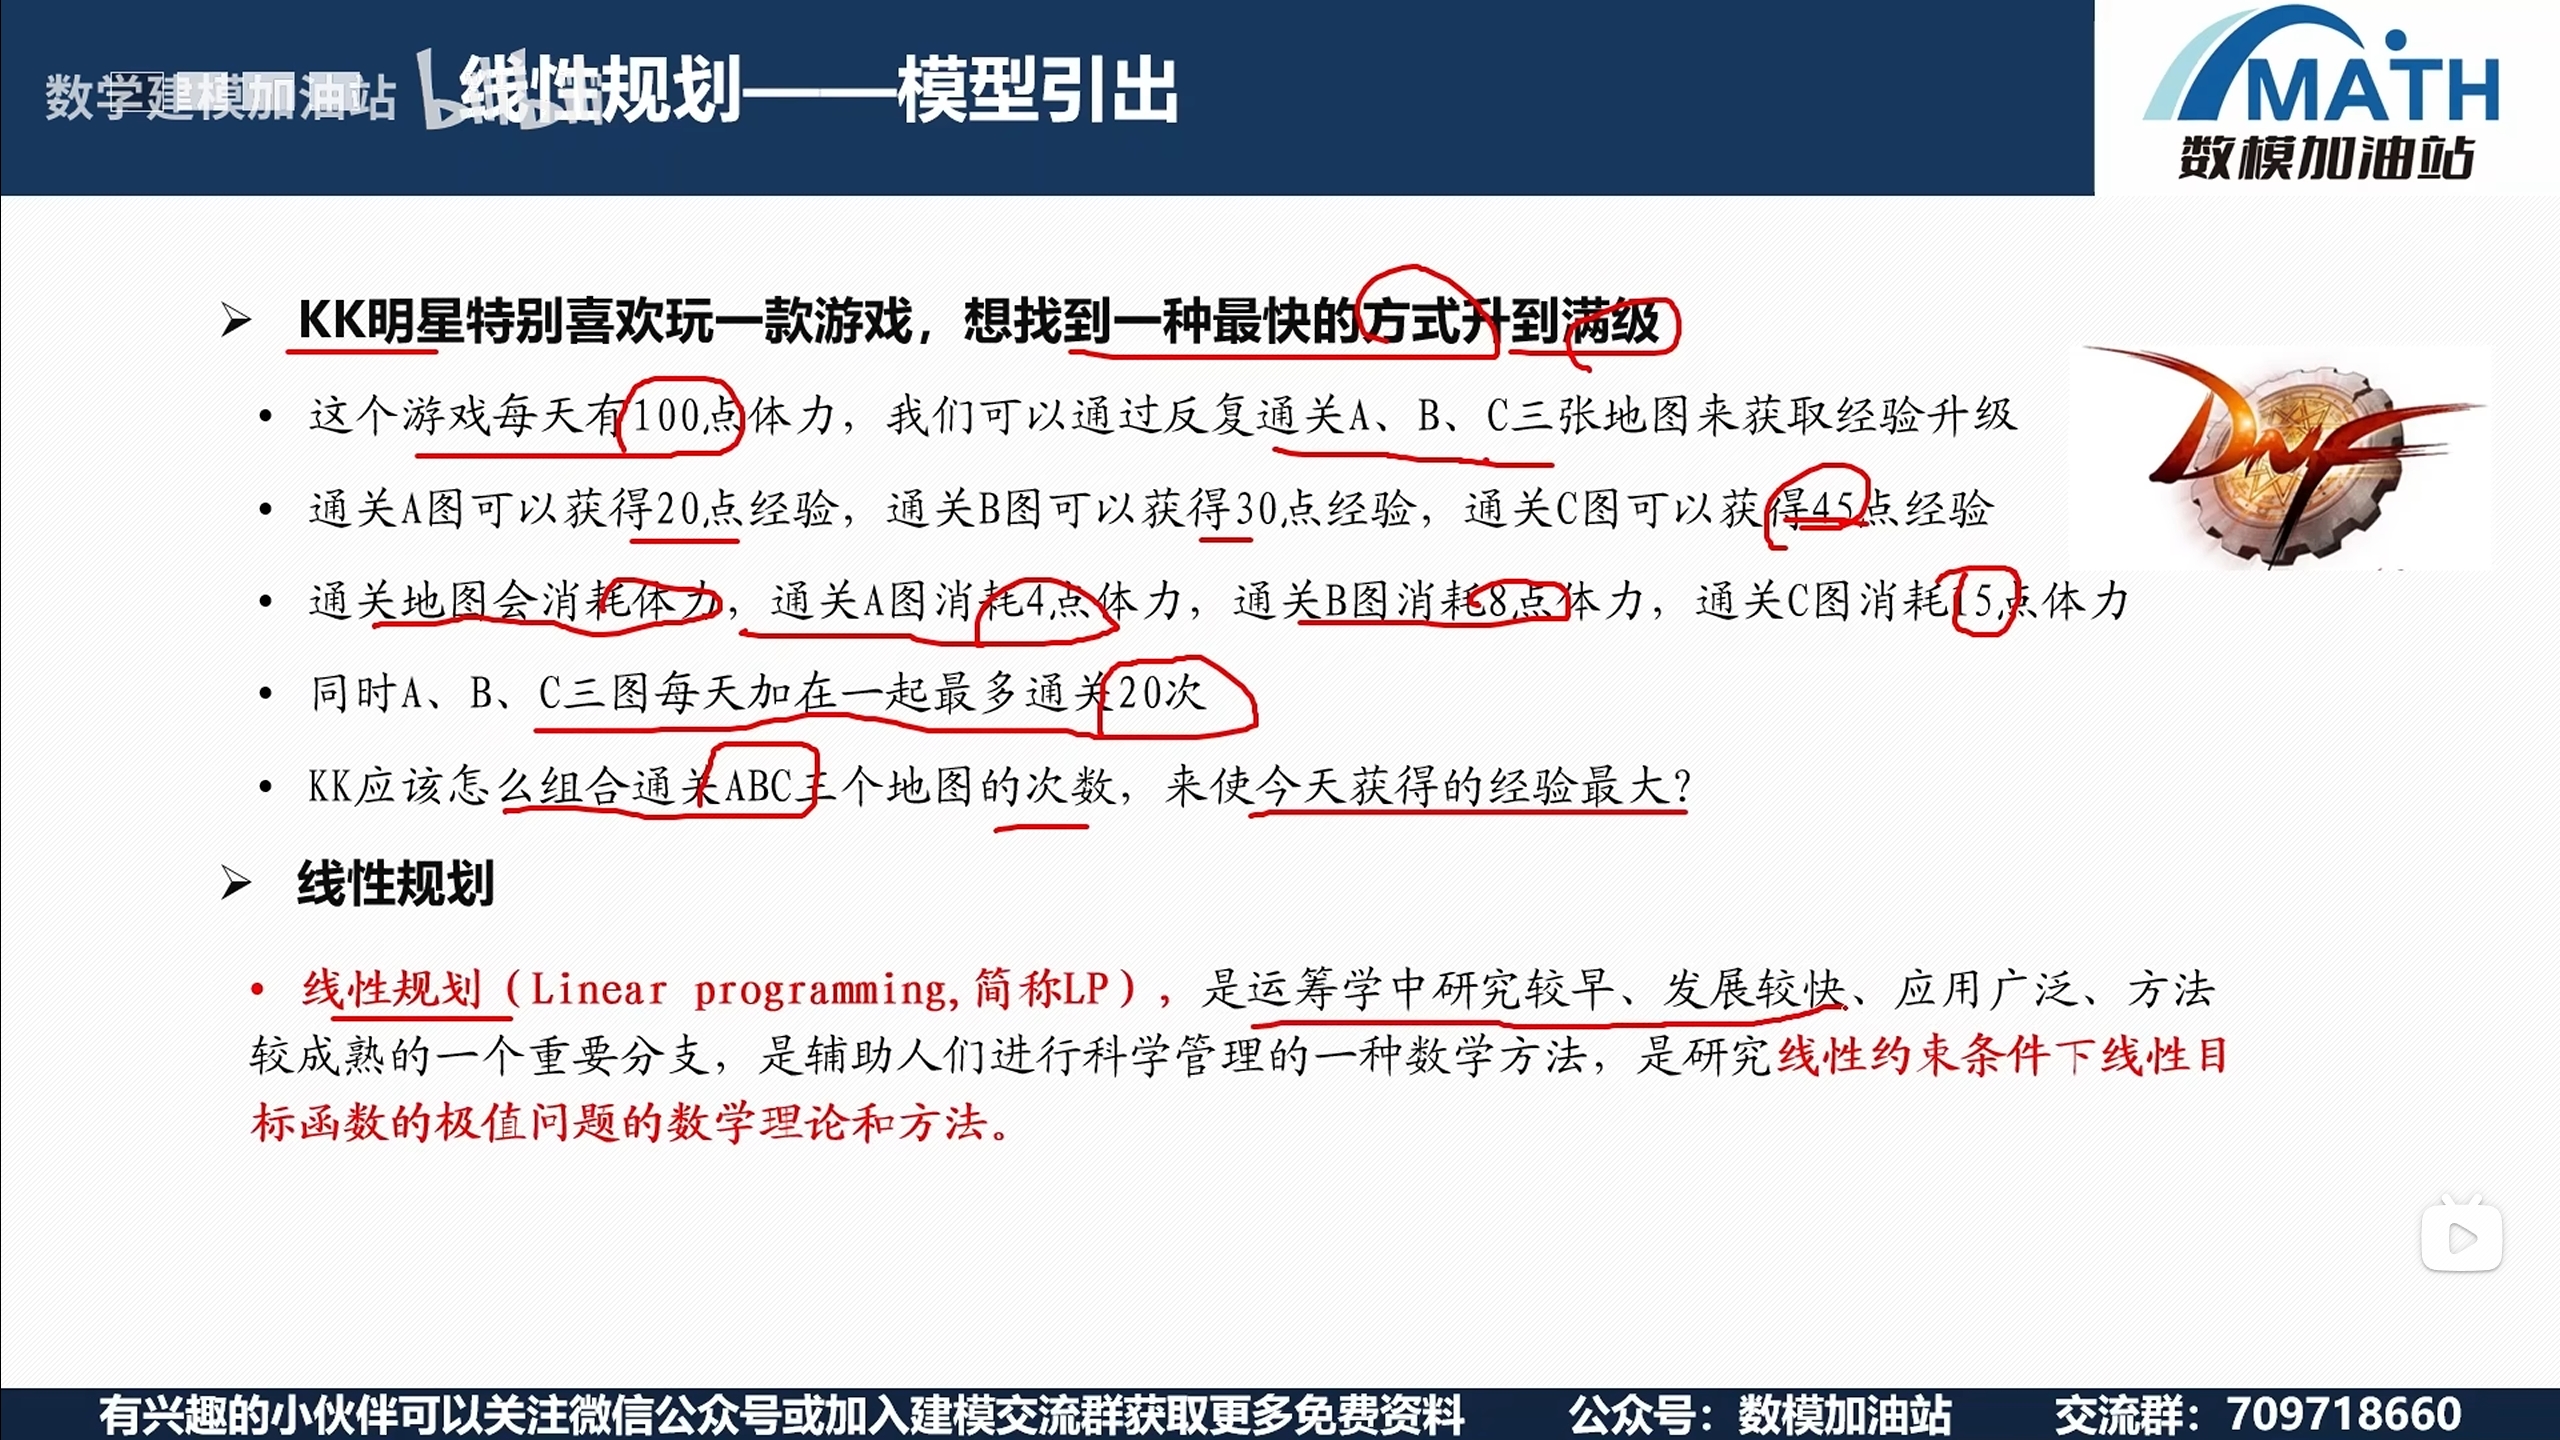 数学建模加油站 bilibili
线性规划——模型引出
MATH
数模加油站
➢ KK明星特别喜欢玩一款游戏，想找到一种最快的方式升到满级
• 这个游戏每天有100点体力，我们可以通过反复通关A、B、C三张地图来获取经验升级
• 通关A图可以获得20点经验，通关B图可以获得30点经验，通关C图可以获得45点经验
• 通关地图会消耗体力，通关A图消耗4点体力，通关B图消耗8点体力，通关C图消耗15点体力
• 同时A、B、C三图每天加在一起最多通关20次
• KK应该怎么组合通关ABC三个地图的次数，来使今天获得的经验最大?
DNF
➢ 线性规划
• 线性规划（Linear programming,简称LP），是运筹学中研究较早、发展较快、应用广泛、方法
较成熟的一个重要分支，是辅助人们进行科学管理的一种数学方法，是研究线性约束条件下线性目
标函数的极值问题的数学理论和方法。
有兴趣的小伙伴可以关注微信公众号或加入建模交流群获取更多免费资料 公众号：数模加油站 交流群：709718660